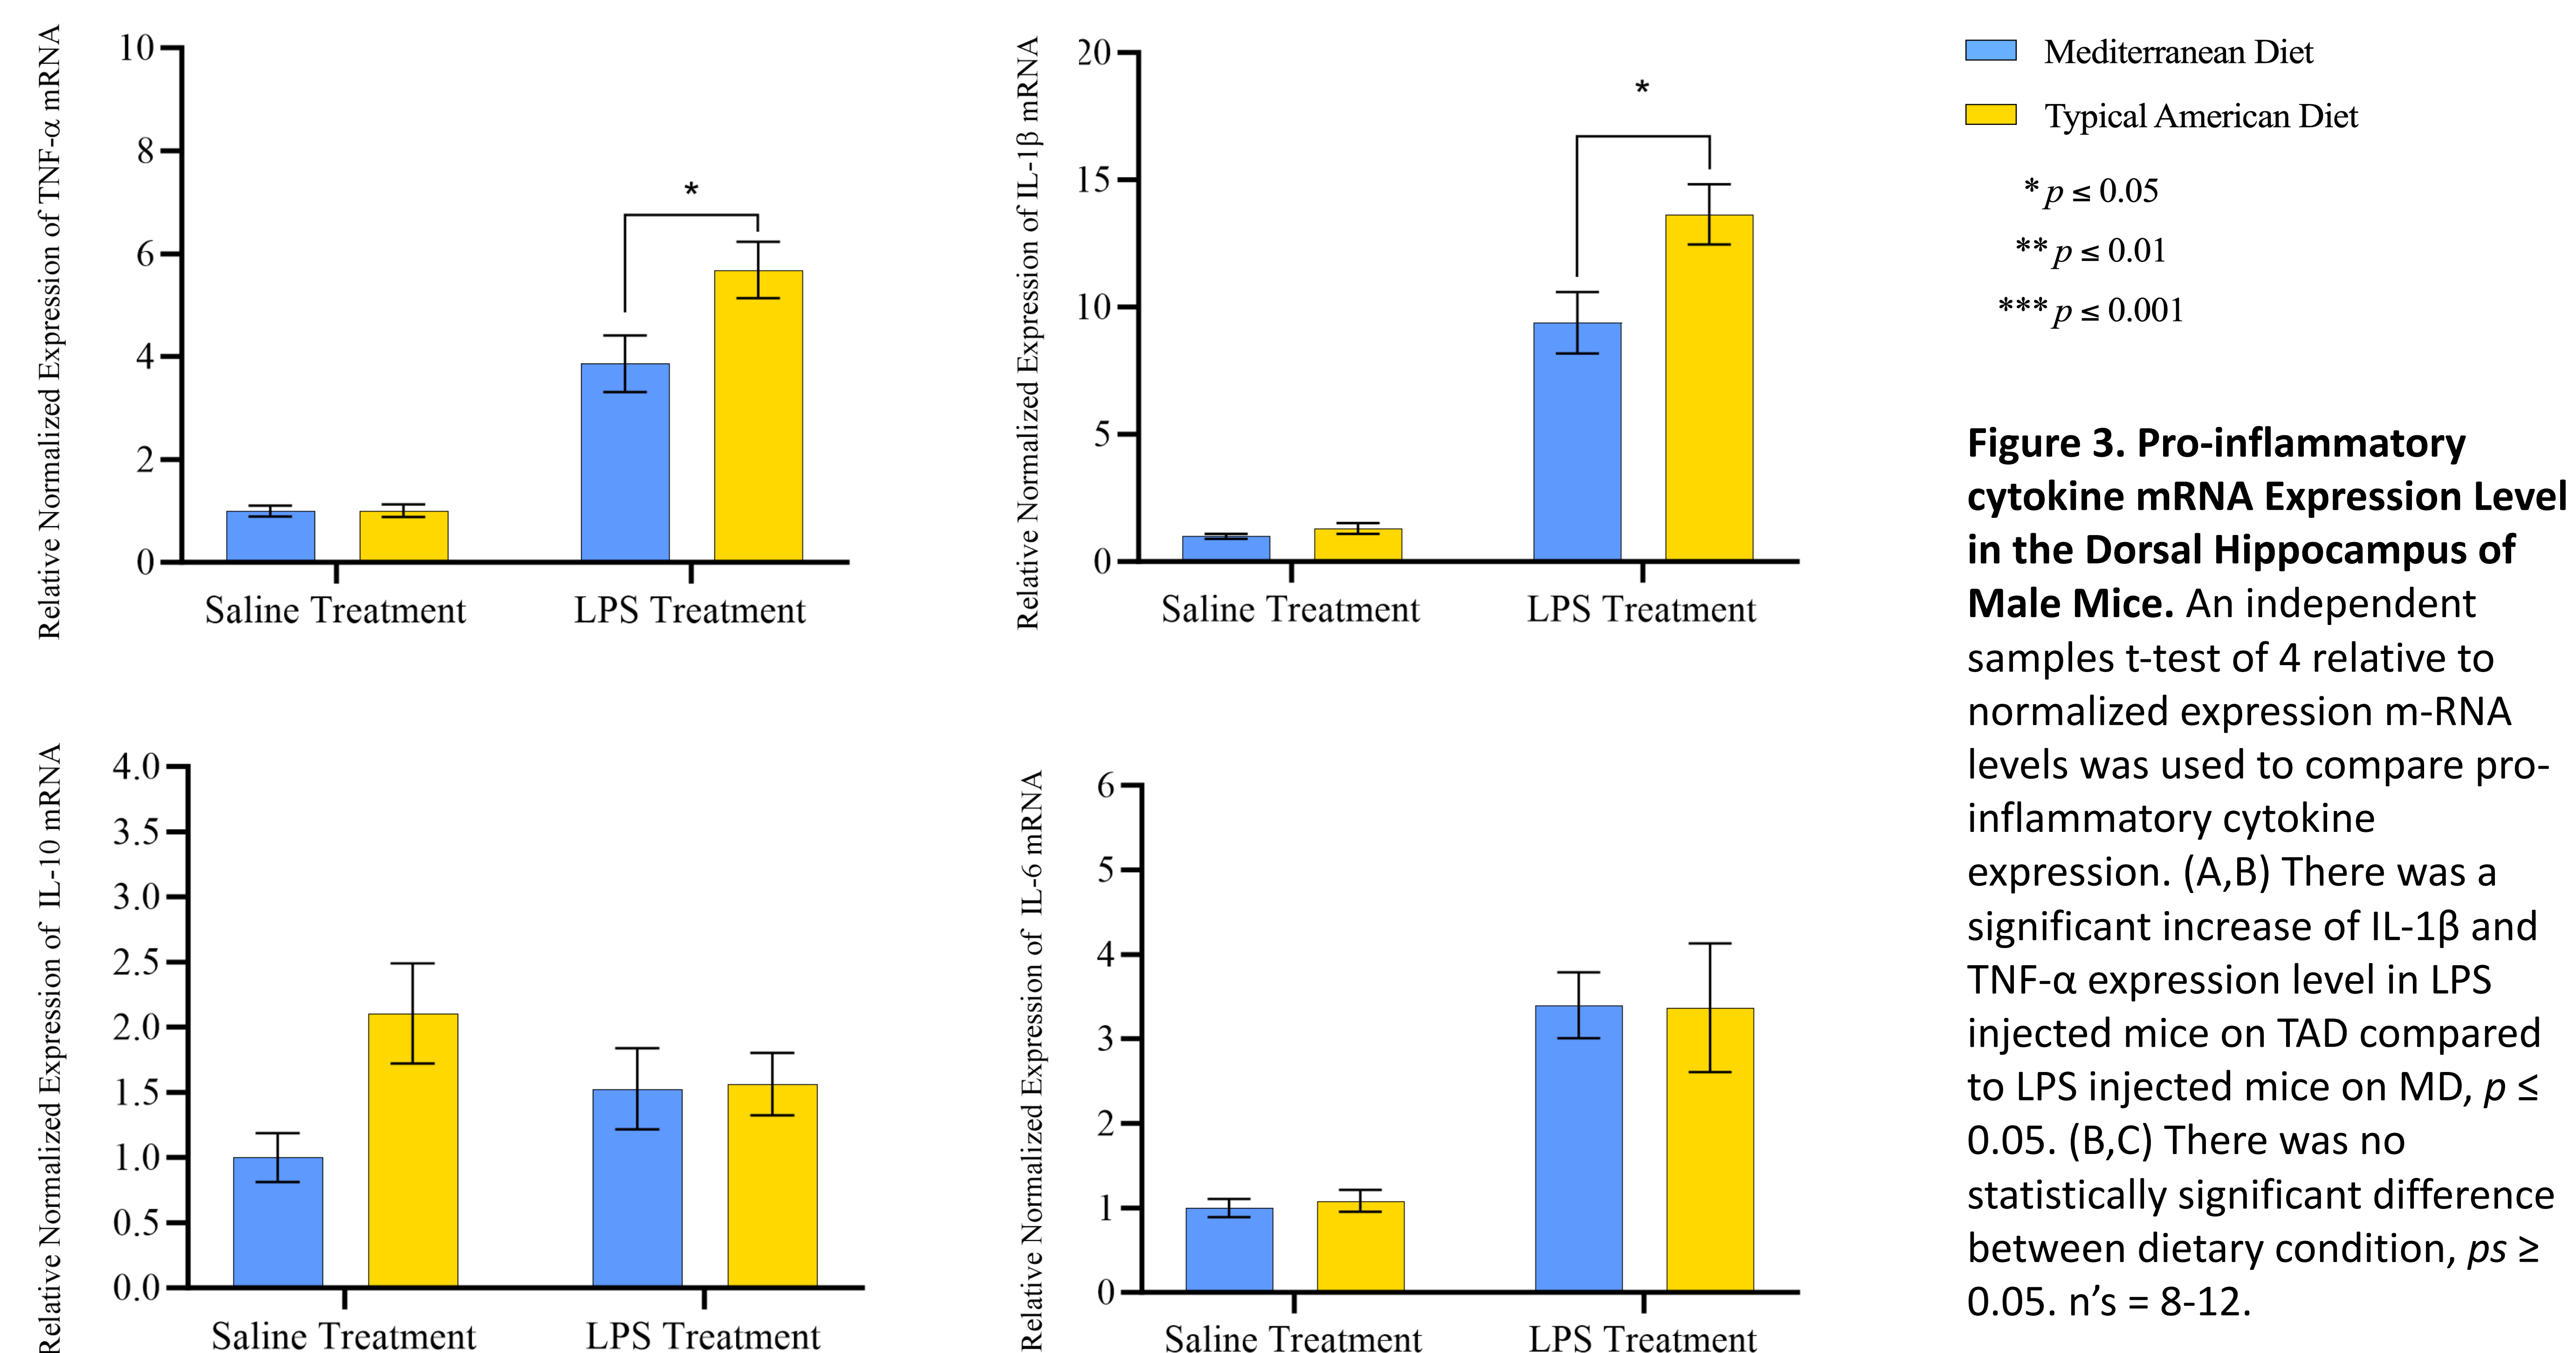 Relative Normalized Expression of TNF-α mRNA
10
8
6
4
2
0
*
Saline Treatment
LPS Treatment
Relative Normalized Expression of IL-1β mRNA
20
15
10
5
0
*
Saline Treatment
LPS Treatment
Relative Normalized Expression of IL-10 mRNA
4.0
3.5
3.0
2.5
2.0
1.5
1.0
0.5
0.0
Saline Treatment
LPS Treatment
Relative Normalized Expression of IL-6 mRNA
6
5
4
3
2
1
0
Saline Treatment
LPS Treatment
Mediterranean Diet
Typical American Diet
* p ≤ 0.05
** p ≤ 0.01
*** p ≤ 0.001
Figure 3. Pro-inflammatory
cytokine mRNA Expression Level
in the Dorsal Hippocampus of
Male Mice. An independent
samples t-test of 4 relative to
normalized expression m-RNA
levels was used to compare pro-
inflammatory cytokine
expression. (A,B) There was a
significant increase of IL-1β and
TNF-α expression level in LPS
injected mice on TAD compared
to LPS injected mice on MD, p ≤
0.05. (B,C) There was no
statistically significant difference
between dietary condition, ps ≥
0.05. n’s = 8-12.